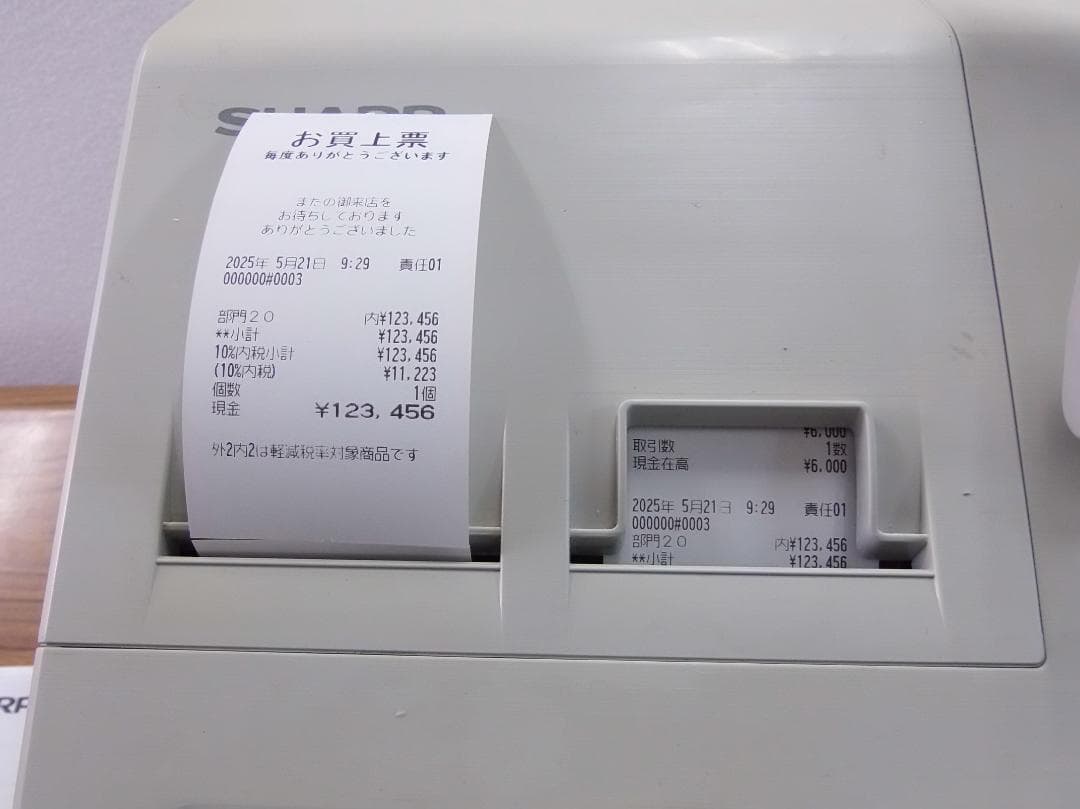 SHARP
お買上票
毎度ありがとうございます
またの御来店を
お待ちしております
ありがとうございました
2025年 5月21日 9:29 責任01
000000#0003
部門20 内¥123,456
**小計 ¥123,456
10%内税小計 ¥123,456
(10%内税) ¥11,223
個数 1個
現金 ¥123,456
外2内2は軽減税率対象商品です
¥6,000
取引数 1数
現金在高 ¥6,000
2025年 5月21日 9:29 責任01
000000#0003
部門20 内¥123,456
**小計 ¥123,456